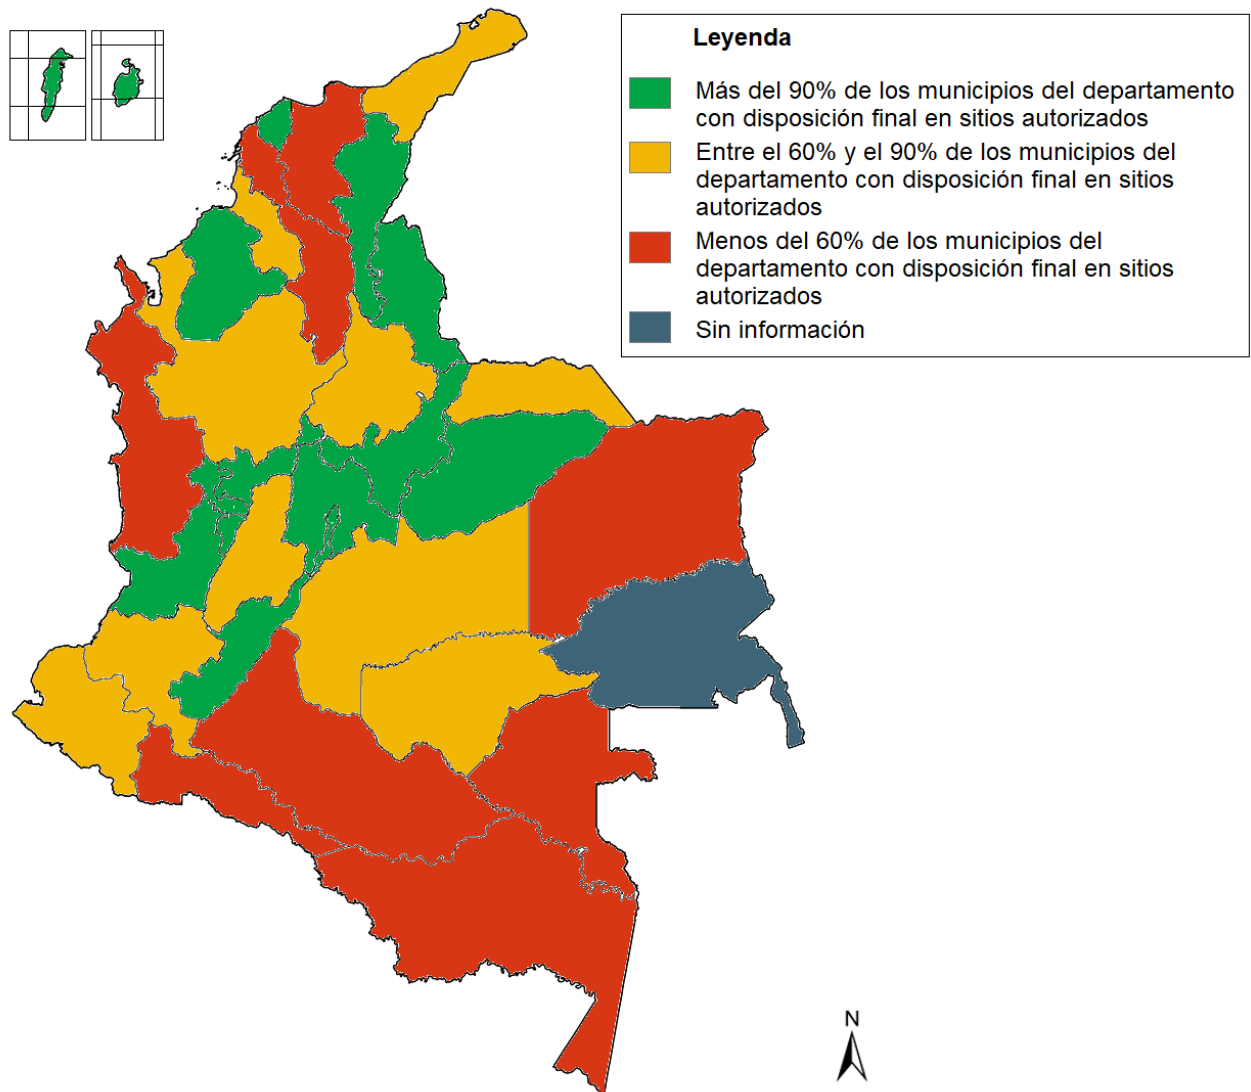 Leyenda
Más del 90% de los municipios del departamento
con disposición final en sitios autorizados
Entre el 60% y el 90% de los municipios del
departamento con disposición final en sitios
autorizados
Menos del 60% de los municipios del
departamento con disposición final en sitios
autorizados
Sin información
N